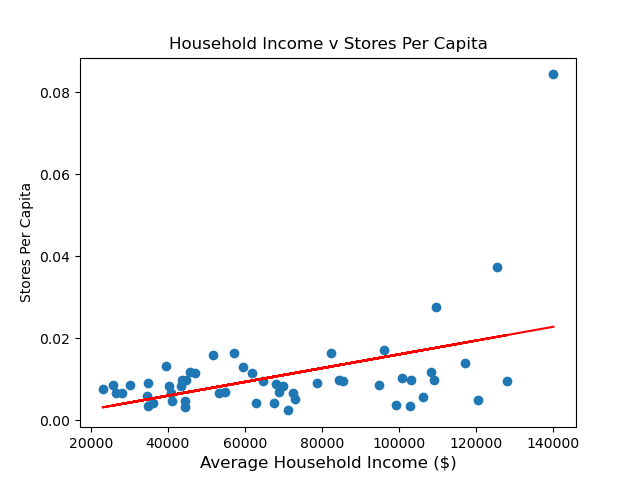 Household Income v Stores Per Capita
Stores Per Capita
0.08
0.06
0.04
0.02
0.00
20000 40000 60000 80000 100000 120000 140000
Average Household Income ($)